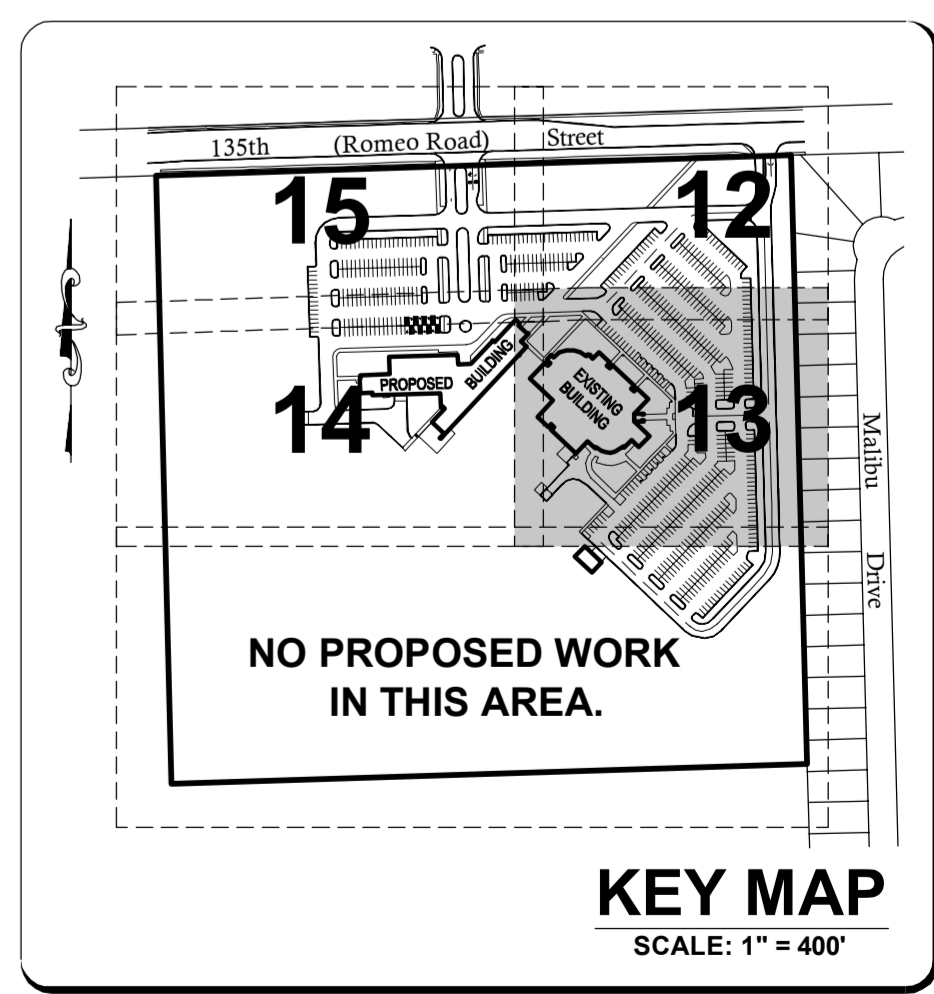 135th (Romeo Road) Street
15
12
PROPOSED BUILDING
EXISTING
BUILDING
14
13
Malibu Drive
NO PROPOSED WORK
IN THIS AREA.
KEY MAP
SCALE: 1" = 400'